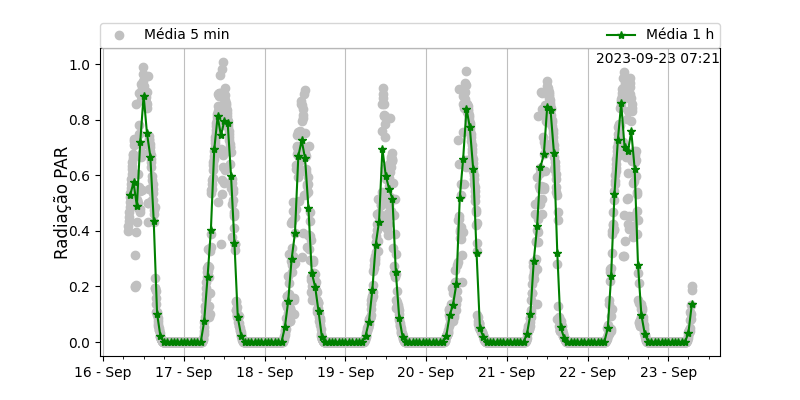 Média 5 min
Média 1 h
2023-09-23 07:21
Radiação PAR
1.0
0.8
0.6
0.4
0.2
0.0
16 - Sep
17 - Sep
18 - Sep
19 - Sep
20 - Sep
21 - Sep
22 - Sep
23 - Sep